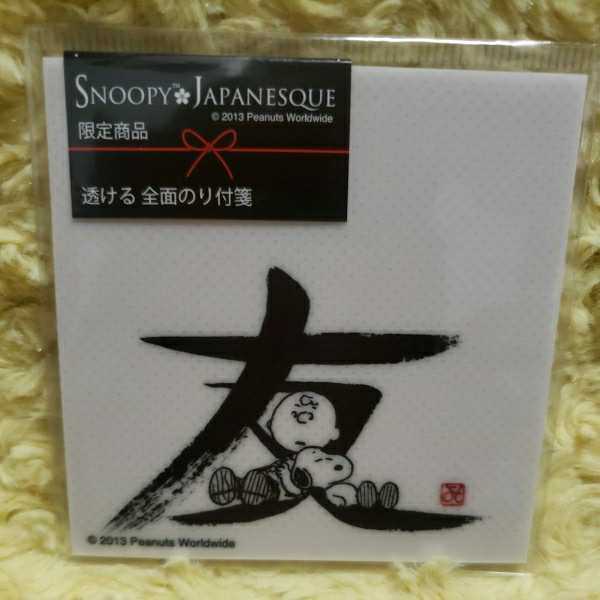 SNOOPY™ JAPANESQUE
© 2013 Peanuts Worldwide
限定商品
透ける 全面のり付箋
友
© 2013 Peanuts Worldwide